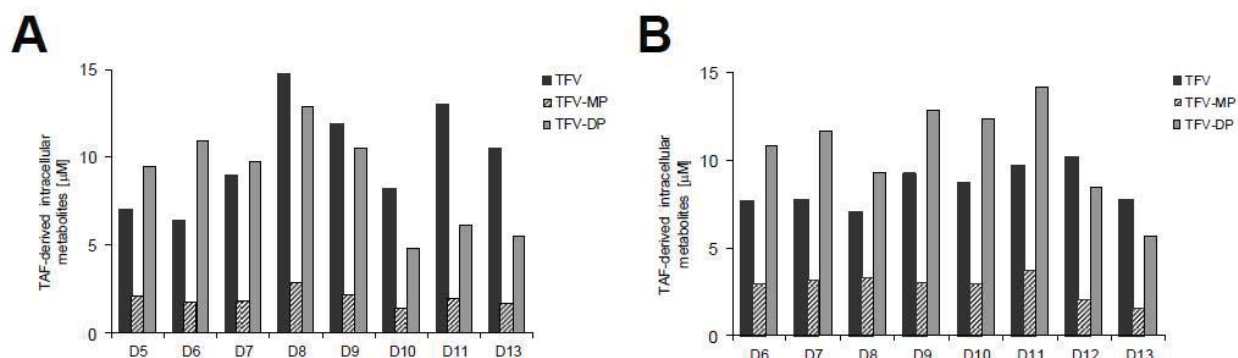 A
B
15
10
5
0
TAF-derived intracellular
metabolites [µM]
D5 D6 D7 D8 D9 D10 D11 D13
TFV
TFV-MP
TFV-DP
15
10
5
0
TAF-derived intracellular
metabolites [µM]
D6 D7 D8 D9 D10 D11 D12 D13
TFV
TFV-MP
TFV-DP